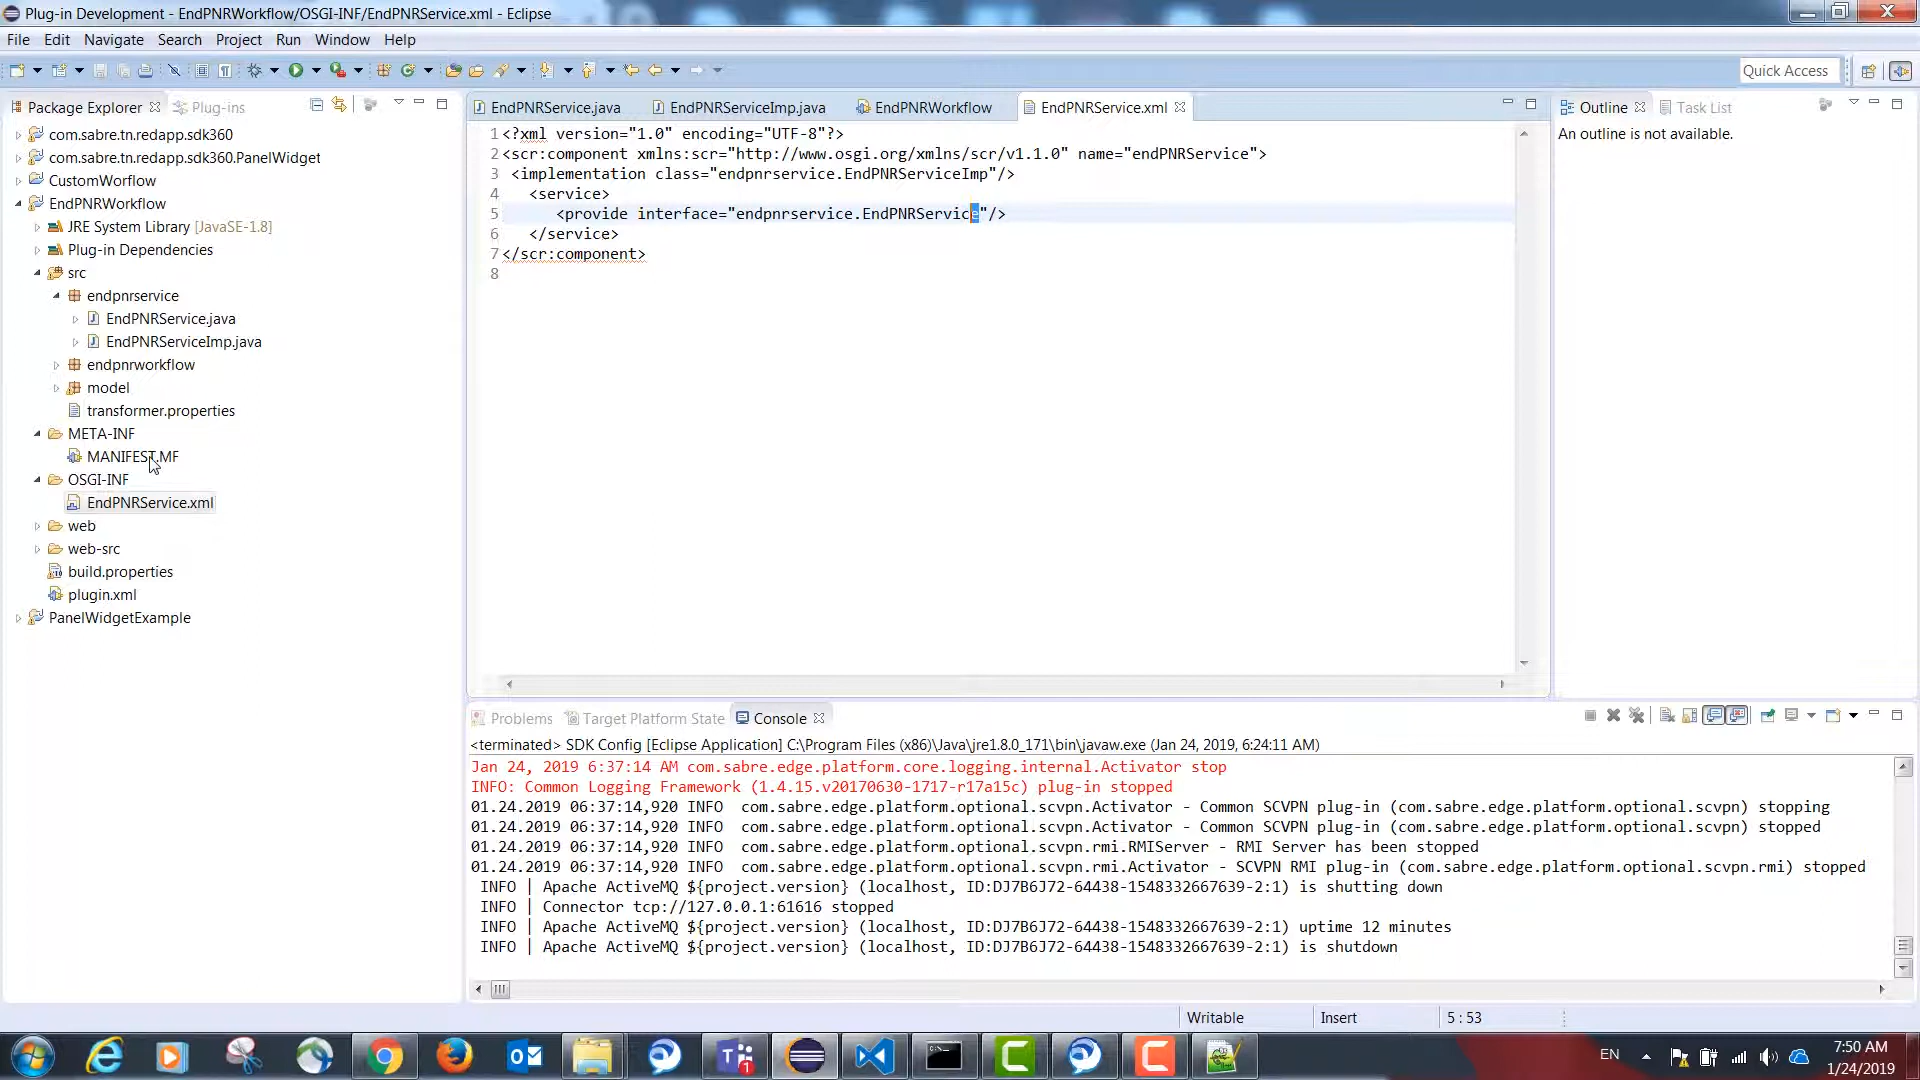 Plug-in Development - EndPNRWorkflow/OSGI-INF/EndPNRService.xml - Eclipse
File Edit Navigate Search Project Run Window Help
Quick Access
Package Explorer Plug-ins
com.sabre.tn.redapp.sdk360
com.sabre.tn.redapp.sdk360.PanelWidget
CustomWorflow
EndPNRWorkflow
JRE System Library [JavaSE-1.8]
Plug-in Dependencies
src
endpnrservice
EndPNRService.java
EndPNRServiceImp.java
endpnrworkflow
model
transformer.properties
META-INF
MANIFEST.MF
OSGI-INF
EndPNRService.xml
web
web-src
build.properties
plugin.xml
PanelWidgetExample
EndPNRService.java EndPNRServiceImp.java EndPNRWorkflow EndPNRService.xml
1 <?xml version="1.0" encoding="UTF-8"?>
2 <scr:component xmlns:scr="http://www.osgi.org/xmlns/scr/v1.1.0" name="endPNRService">
3 <implementation class="endpnrservice.EndPNRServiceImp"/>
4 <service>
5 <provide interface="endpnrservice.EndPNRService"/>
6 </service>
7 </scr:component>
8
Outline Task List
An outline is not available.
Problems Target Platform State Console
<terminated> SDK Config [Eclipse Application] C:\Program Files (x86)\Java\jre1.8.0_171\bin\javaw.exe (Jan 24, 2019, 6:24:11 AM)
Jan 24, 2019 6:37:14 AM com.sabre.edge.platform.core.logging.internal.Activator stop
INFO: Common Logging Framework (1.4.15.v20170630-1717-r17a15c) plug-in stopped
01.24.2019 06:37:14,920 INFO com.sabre.edge.platform.optional.scvpn.Activator - Common SCVPN plug-in (com.sabre.edge.platform.optional.scvpn) stopping
01.24.2019 06:37:14,920 INFO com.sabre.edge.platform.optional.scvpn.Activator - Common SCVPN plug-in (com.sabre.edge.platform.optional.scvpn) stopped
01.24.2019 06:37:14,920 INFO com.sabre.edge.platform.optional.scvpn.rmi.RMIServer - RMI Server has been stopped
01.24.2019 06:37:14,920 INFO com.sabre.edge.platform.optional.scvpn.rmi.Activator - SCVPN RMI plug-in (com.sabre.edge.platform.optional.scvpn.rmi) stopped
INFO | Apache ActiveMQ ${project.version} (localhost, ID:DJ7B6J72-64438-1548332667639-2:1) is shutting down
INFO | Connector tcp://127.0.0.1:61616 stopped
INFO | Apache ActiveMQ ${project.version} (localhost, ID:DJ7B6J72-64438-1548332667639-2:1) uptime 12 minutes
INFO | Apache ActiveMQ ${project.version} (localhost, ID:DJ7B6J72-64438-1548332667639-2:1) is shutdown
Writable Insert 5 : 53
EN
7:50 AM
1/24/2019